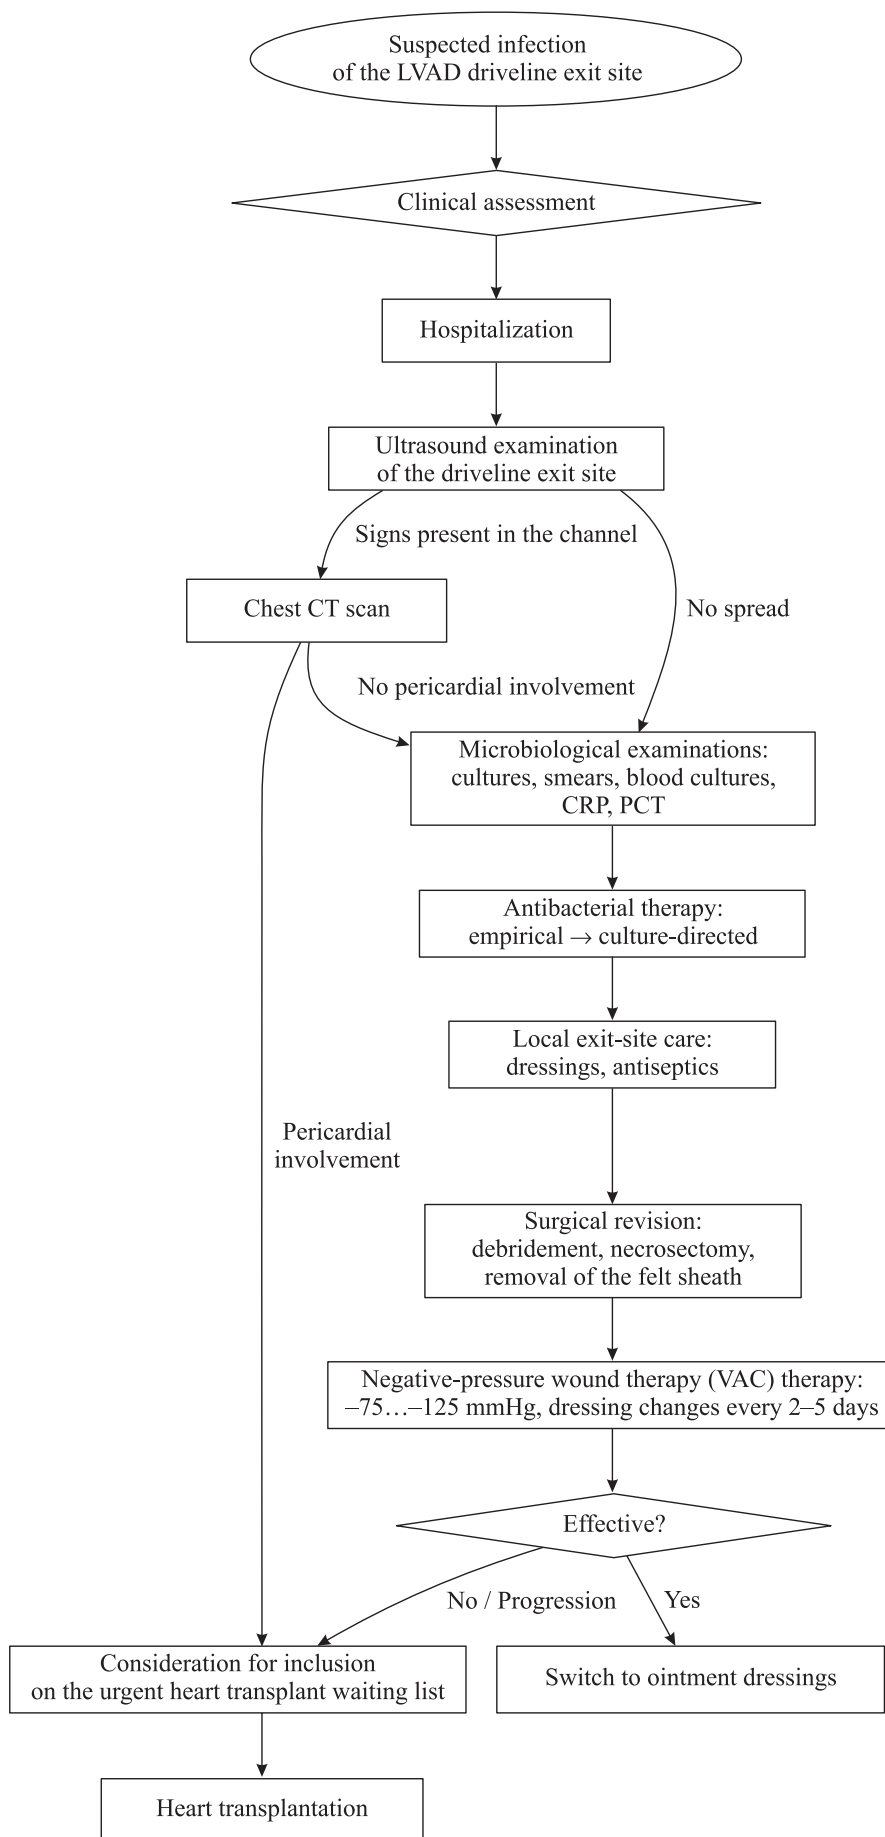 Suspected infection
of the LVAD driveline exit site
Clinical assessment
Hospitalization
Ultrasound examination
of the driveline exit site
Signs present in the channel
Chest CT scan
No spread
No pericardial involvement
Microbiological examinations:
cultures, smears, blood cultures,
CRP, PCT
Antibacterial therapy:
empirical → culture-directed
Local exit-site care:
dressings, antiseptics
Pericardial
involvement
Surgical revision:
debridement, necrosectomy,
removal of the felt sheath
Negative-pressure wound therapy (VAC) therapy:
–75…–125 mmHg, dressing changes every 2–5 days
Effective?
No / Progression
Yes
Consideration for inclusion
on the urgent heart transplant waiting list
Switch to ointment dressings
Heart transplantation